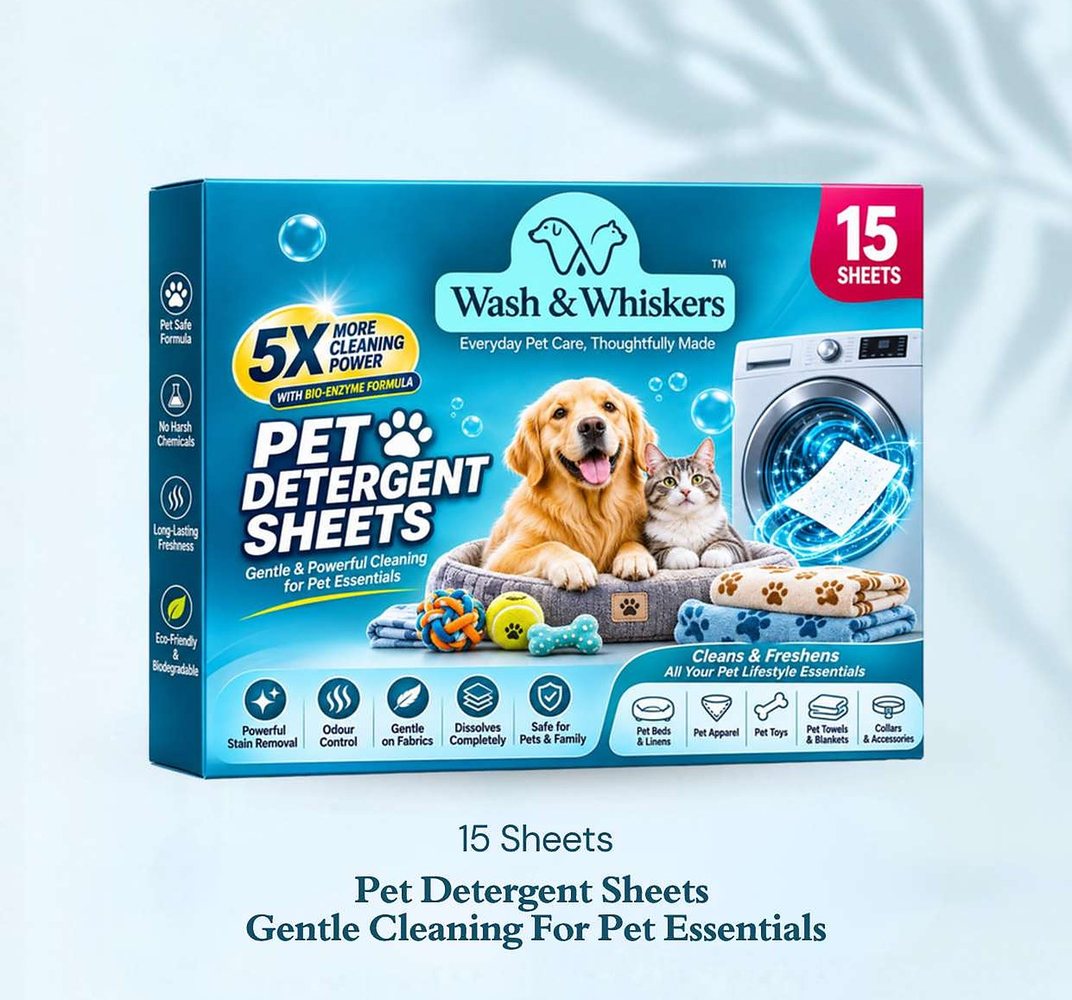 Pet Safe
Formula
No Harsh
Chemicals
Long-Lasting
Freshness
Eco-Friendly
&
Biodegradable
Wash & Whiskers
TM
Everyday Pet Care, Thoughtfully Made
15
SHEETS
5X MORE
CLEANING
POWER
WITH BIO-ENZYME FORMULA
PET
DETERGENT
SHEETS
Gentle & Powerful Cleaning
for Pet Essentials
Powerful
Stain Removal
Odour
Control
Gentle
on Fabrics
Dissolves
Completely
Safe for
Pets & Family
Cleans & Freshens
All Your Pet Lifestyle Essentials
Pet Beds
& Linens
Pet Apparel
Pet Toys
Pet Towels
& Blankets
Collars
& Accessories
15 Sheets
Pet Detergent Sheets
Gentle Cleaning For Pet Essentials